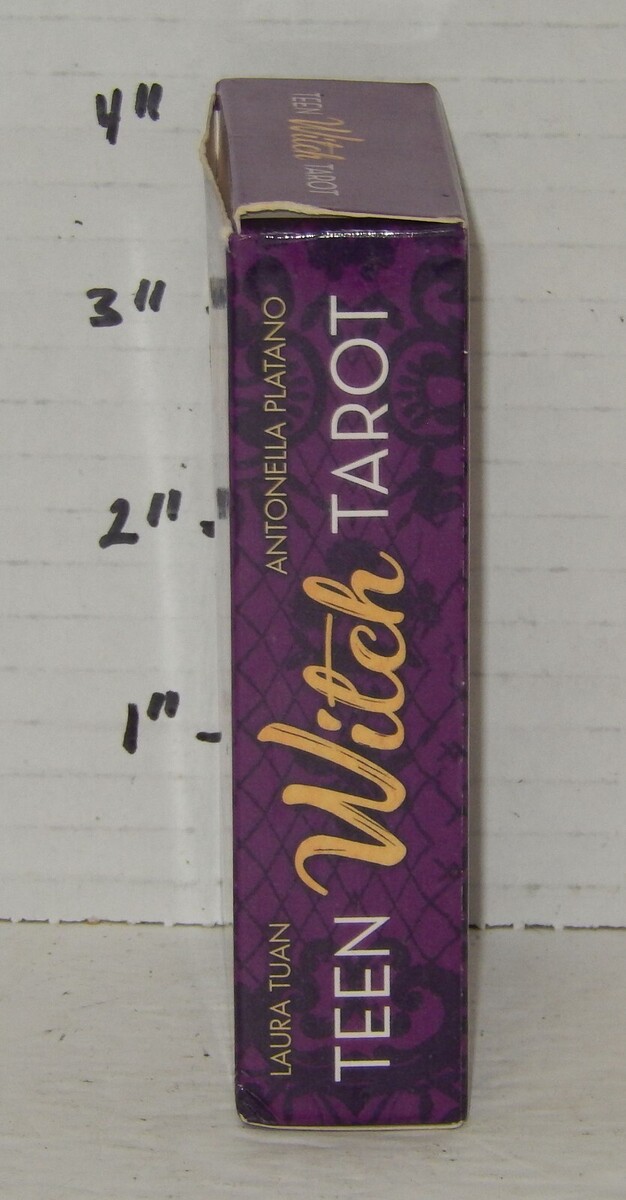 4"
TEEN Witch TAROT
3"
2"
1"
LAURA TUAN ANTONELLA PLATANO
TEEN Witch TAROT